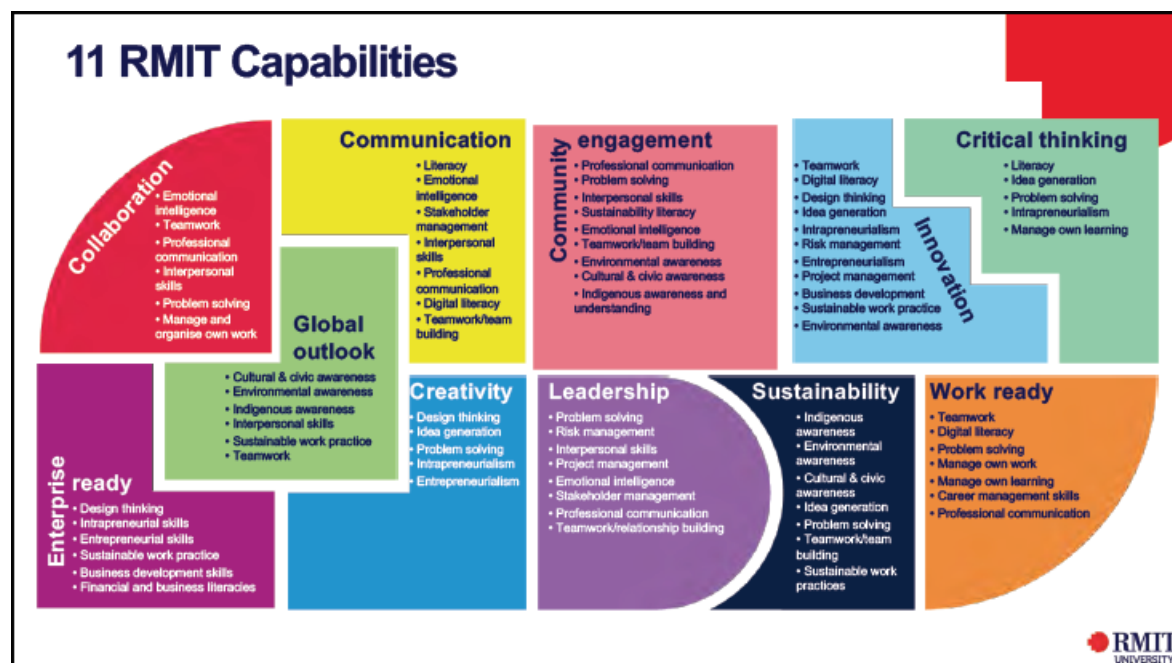 11 RMIT Capabilities
Collaboration
• Emotional
intelligence
• Teamwork
• Professional
communication
• Interpersonal
skills
• Problem solving
• Manage and
organise own work
Communication
• Literacy
• Emotional
intelligence
• Stakeholder
management
• Interpersonal
skills
• Professional
communication
• Digital literacy
• Teamwork/team
building
Community
engagement
• Professional communication
• Problem solving
• Interpersonal skills
• Sustainability literacy
• Emotional intelligence
• Teamwork/team building
• Environmental awareness
• Cultural & civic awareness
• Indigenous awareness and
understanding
• Teamwork
• Digital literacy
• Design thinking
• Idea generation
• Intrapreneurialism
• Risk management
• Entrepreneurialism
• Project management
• Business development
• Sustainable work practice
• Environmental awareness
Innovation
Critical thinking
• Literacy
• Idea generation
• Problem solving
• Intrapreneurialism
• Manage own learning
Global
outlook
• Cultural & civic awareness
• Environmental awareness
• Indigenous awareness
• Interpersonal skills
• Sustainable work practice
• Teamwork
Enterprise
ready
• Design thinking
• Intrapreneurial skills
• Entrepreneurial skills
• Sustainable work practice
• Business development skills
• Financial and business literacies
Creativity
• Design thinking
• Idea generation
• Problem solving
• Intrapreneurialism
• Entrepreneurialism
Leadership
• Problem solving
• Risk management
• Interpersonal skills
• Project management
• Emotional intelligence
• Stakeholder management
• Professional communication
• Teamwork/relationship building
Sustainability
• Indigenous
awareness
• Environmental
awareness
• Cultural & civic
awareness
• Idea generation
• Problem solving
• Teamwork/team
building
• Sustainable work
practices
Work ready
• Teamwork
• Digital literacy
• Problem solving
• Manage own work
• Manage own learning
• Career management skills
• Professional communication
RMIT
UNIVERSITY